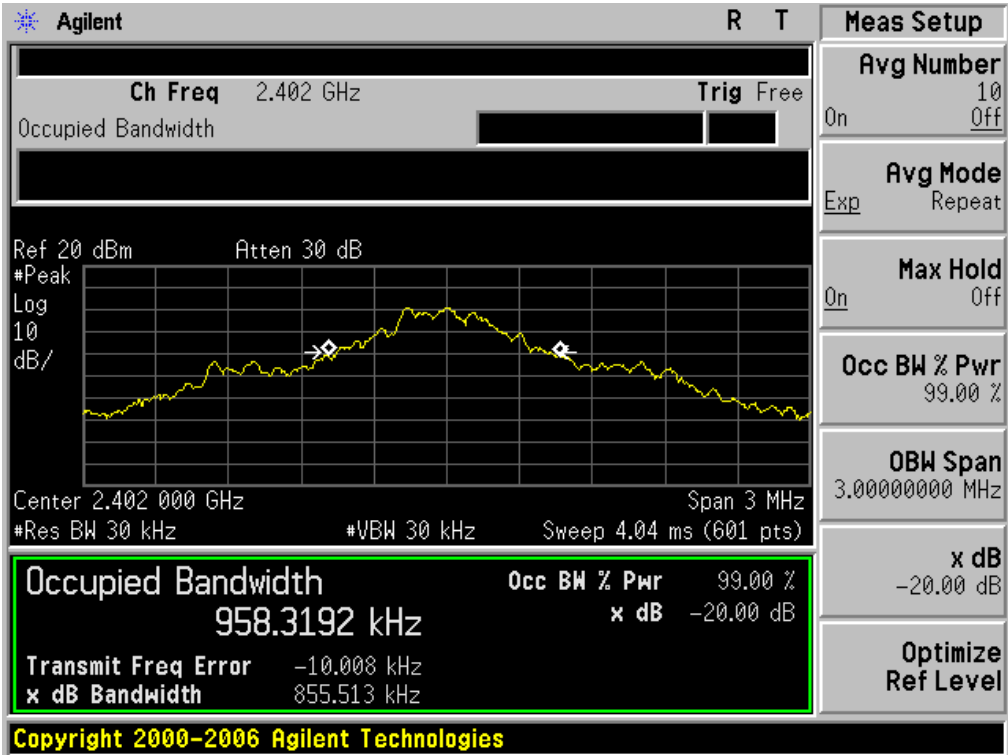 Agilent R T
Ch Freq 2.402 GHz Trig Free
Occupied Bandwidth
Ref 20 dBm Atten 30 dB
#Peak
Log
10
dB/
Center 2.402 000 GHz Span 3 MHz
#Res BW 30 kHz #VBW 30 kHz Sweep 4.04 ms (601 pts)
Occupied Bandwidth Occ BW % Pwr 99.00 %
958.3192 kHz x dB -20.00 dB
Transmit Freq Error -10.008 kHz
x dB Bandwidth 855.513 kHz
Copyright 2000-2006 Agilent Technologies
Meas Setup
Avg Number
10
On Off
Avg Mode
Exp Repeat
Max Hold
On Off
Occ BW % Pwr
99.00 %
OBW Span
3.00000000 MHz
x dB
-20.00 dB
Optimize
Ref Level